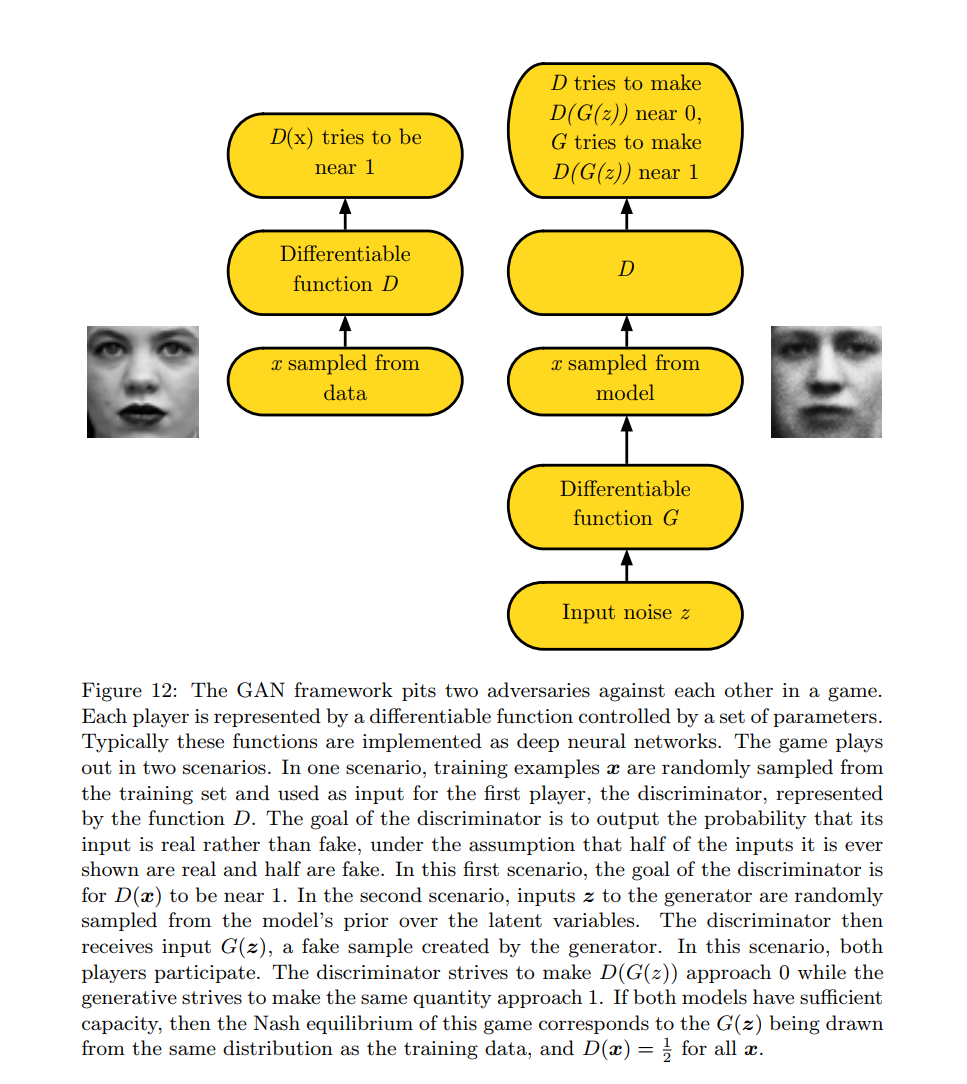 D(x) tries to be
near 1
Differentiable
function D
x sampled from
data
D tries to make
D(G(z)) near 0,
G tries to make
D(G(z)) near 1
D
x sampled from
model
Differentiable
function G
Input noise z
Figure 12: The GAN framework pits two adversaries against each other in a game.
Each player is represented by a differentiable function controlled by a set of parameters.
Typically these functions are implemented as deep neural networks. The game plays
out in two scenarios. In one scenario, training examples x are randomly sampled from
the training set and used as input for the first player, the discriminator, represented
by the function D. The goal of the discriminator is to output the probability that its
input is real rather than fake, under the assumption that half of the inputs it is ever
shown are real and half are fake. In this first scenario, the goal of the discriminator is
for D(x) to be near 1. In the second scenario, inputs z to the generator are randomly
sampled from the model's prior over the latent variables. The discriminator then
receives input G(z), a fake sample created by the generator. In this scenario, both
players participate. The discriminator strives to make D(G(z)) approach 0 while the
generative strives to make the same quantity approach 1. If both models have sufficient
capacity, then the Nash equilibrium of this game corresponds to the G(z) being drawn
from the same distribution as the training data, and D(x) = 1/2 for all x.